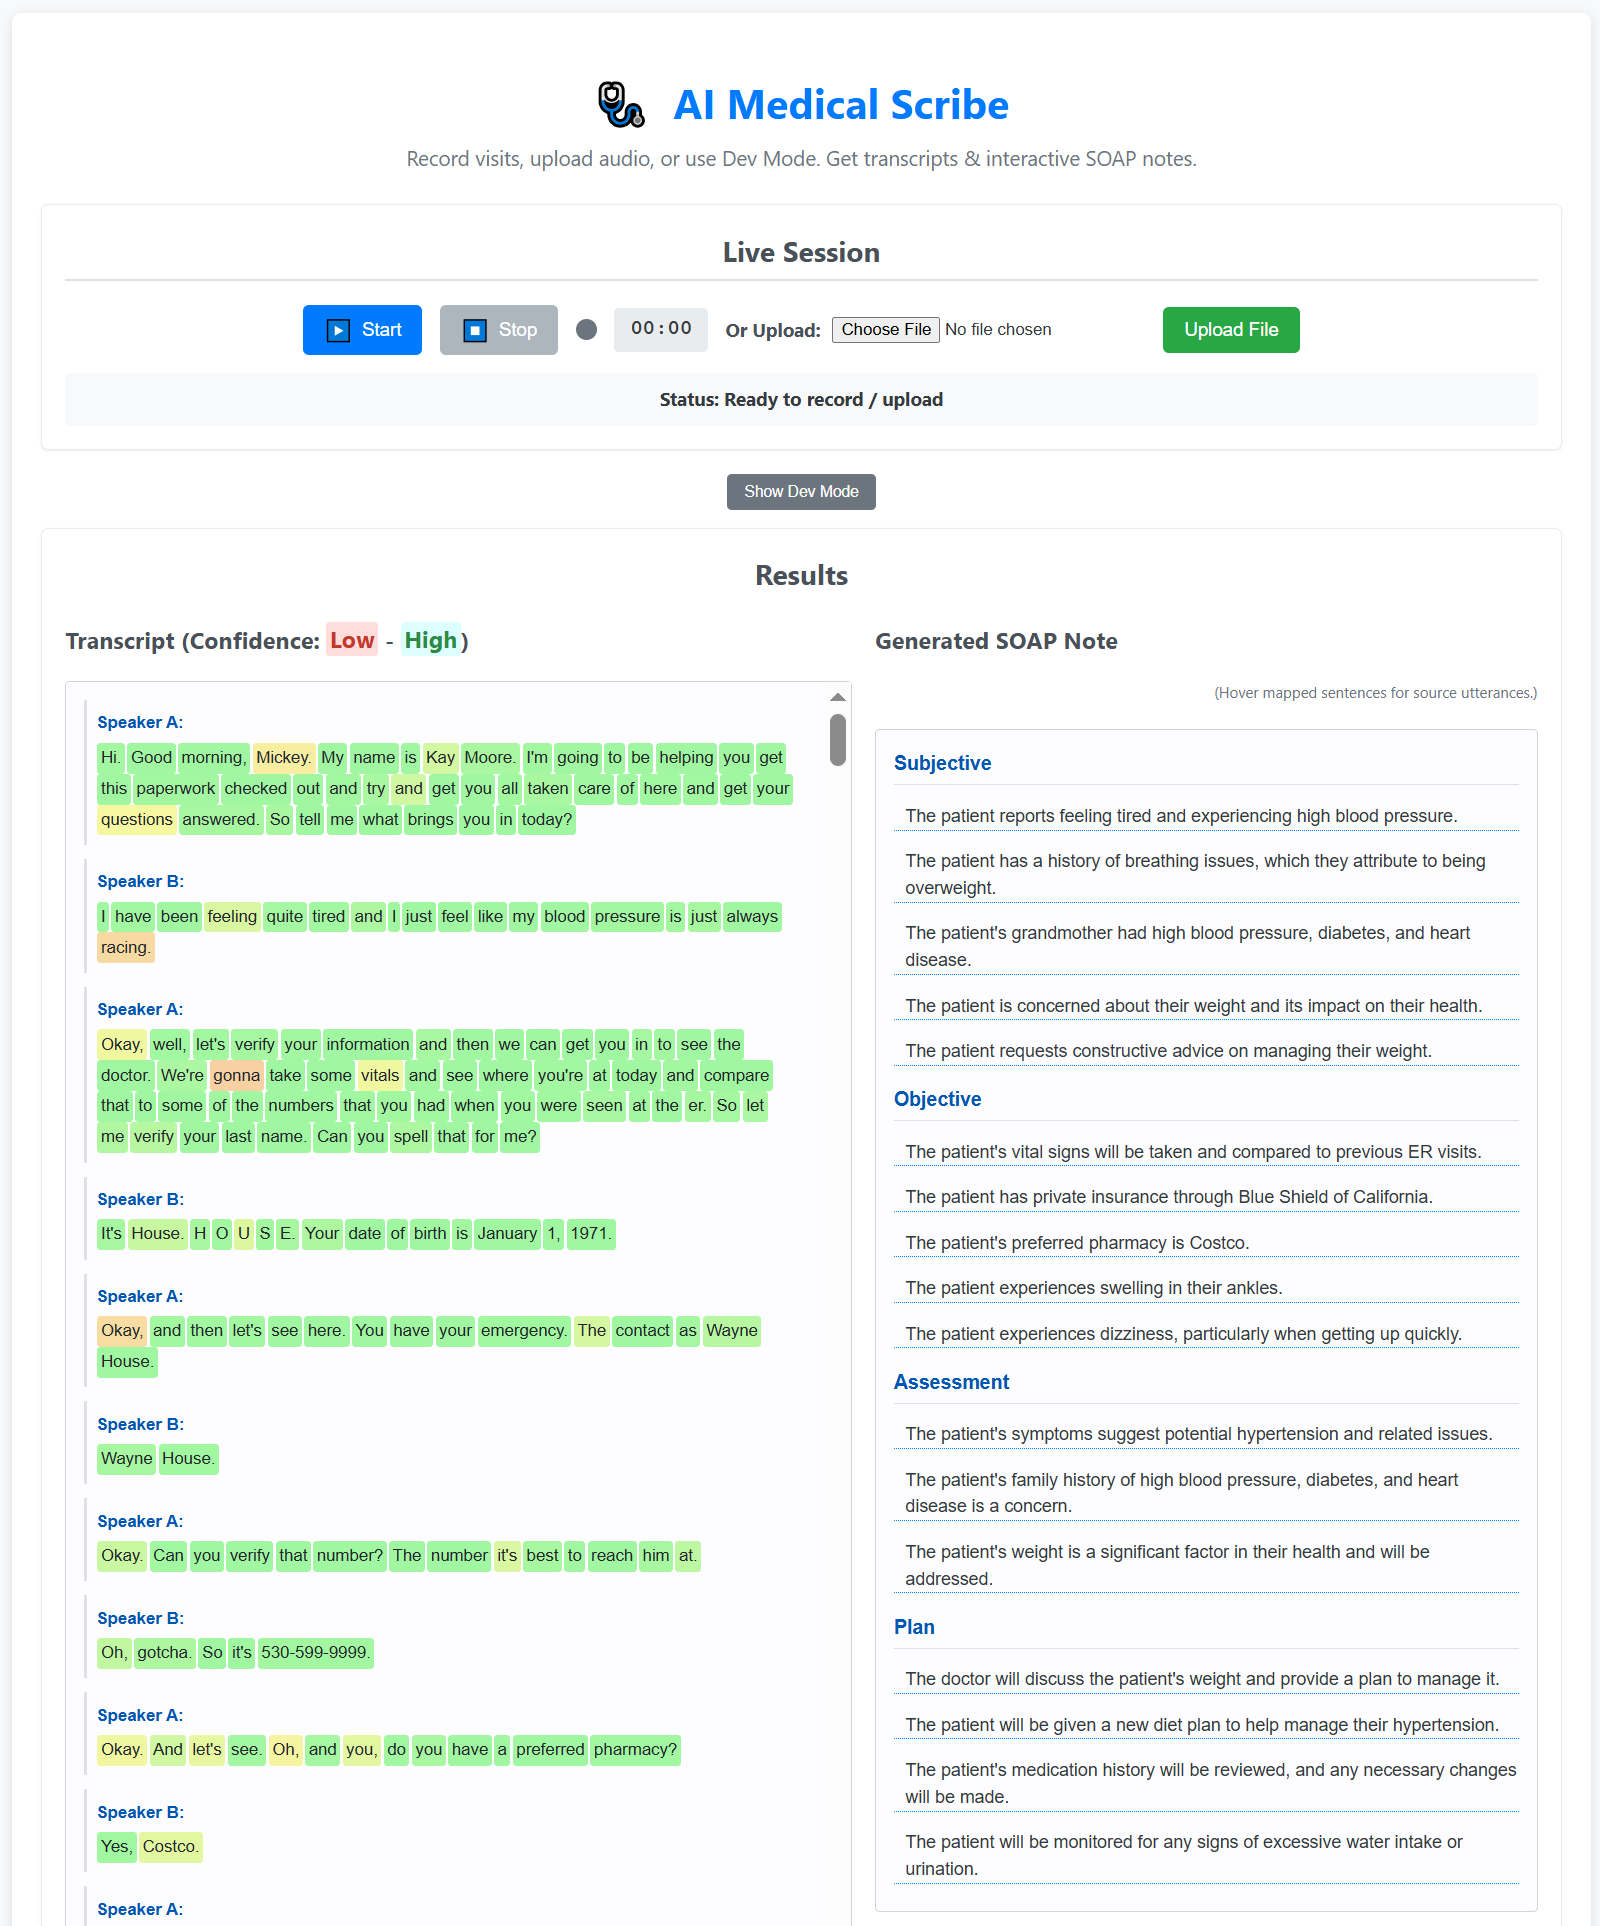 AI Medical Scribe
Record visits, upload audio, or use Dev Mode. Get transcripts & interactive SOAP notes.
Live Session
Start
Stop
00:00
Or Upload:
Choose File
No file chosen
Upload File
Status: Ready to record / upload
Show Dev Mode
Results
Transcript (Confidence: Low - High)
Speaker A:
Hi. Good morning, Mickey. My name is Kay Moore. I'm going to be helping you get
this paperwork checked out and try and get you all taken care of here and get your
questions answered. So tell me what brings you in today?
Speaker B:
I have been feeling quite tired and I just feel like my blood pressure is just always
racing.
Speaker A:
Okay, well, let's verify your information and then we can get you in to see the
doctor. We're gonna take some vitals and see where you're at today and compare
that to some of the numbers that you had when you were seen at the er. So let
me verify your last name. Can you spell that for me?
Speaker B:
It's House. H O U S E. Your date of birth is January 1, 1971.
Speaker A:
Okay, and then let's see here. You have your emergency. The contact as Wayne
House.
Speaker B:
Wayne House.
Speaker A:
Okay. Can you verify that number? The number it's best to reach him at.
Speaker B:
Oh, gotcha. So it's 530-599-9999.
Speaker A:
Okay. And let's see. Oh, and you, do you have a preferred pharmacy?
Speaker B:
Yes, Costco.
Speaker A:
Generated SOAP Note
(Hover mapped sentences for source utterances.)
Subjective
The patient reports feeling tired and experiencing high blood pressure.
The patient has a history of breathing issues, which they attribute to being
overweight.
The patient's grandmother had high blood pressure, diabetes, and heart
disease.
The patient is concerned about their weight and its impact on their health.
The patient requests constructive advice on managing their weight.
Objective
The patient's vital signs will be taken and compared to previous ER visits.
The patient has private insurance through Blue Shield of California.
The patient's preferred pharmacy is Costco.
The patient experiences swelling in their ankles.
The patient experiences dizziness, particularly when getting up quickly.
Assessment
The patient's symptoms suggest potential hypertension and related issues.
The patient's family history of high blood pressure, diabetes, and heart
disease is a concern.
The patient's weight is a significant factor in their health and will be
addressed.
Plan
The doctor will discuss the patient's weight and provide a plan to manage it.
The patient will be given a new diet plan to help manage their hypertension.
The patient's medication history will be reviewed, and any necessary changes
will be made.
The patient will be monitored for any signs of excessive water intake or
urination.